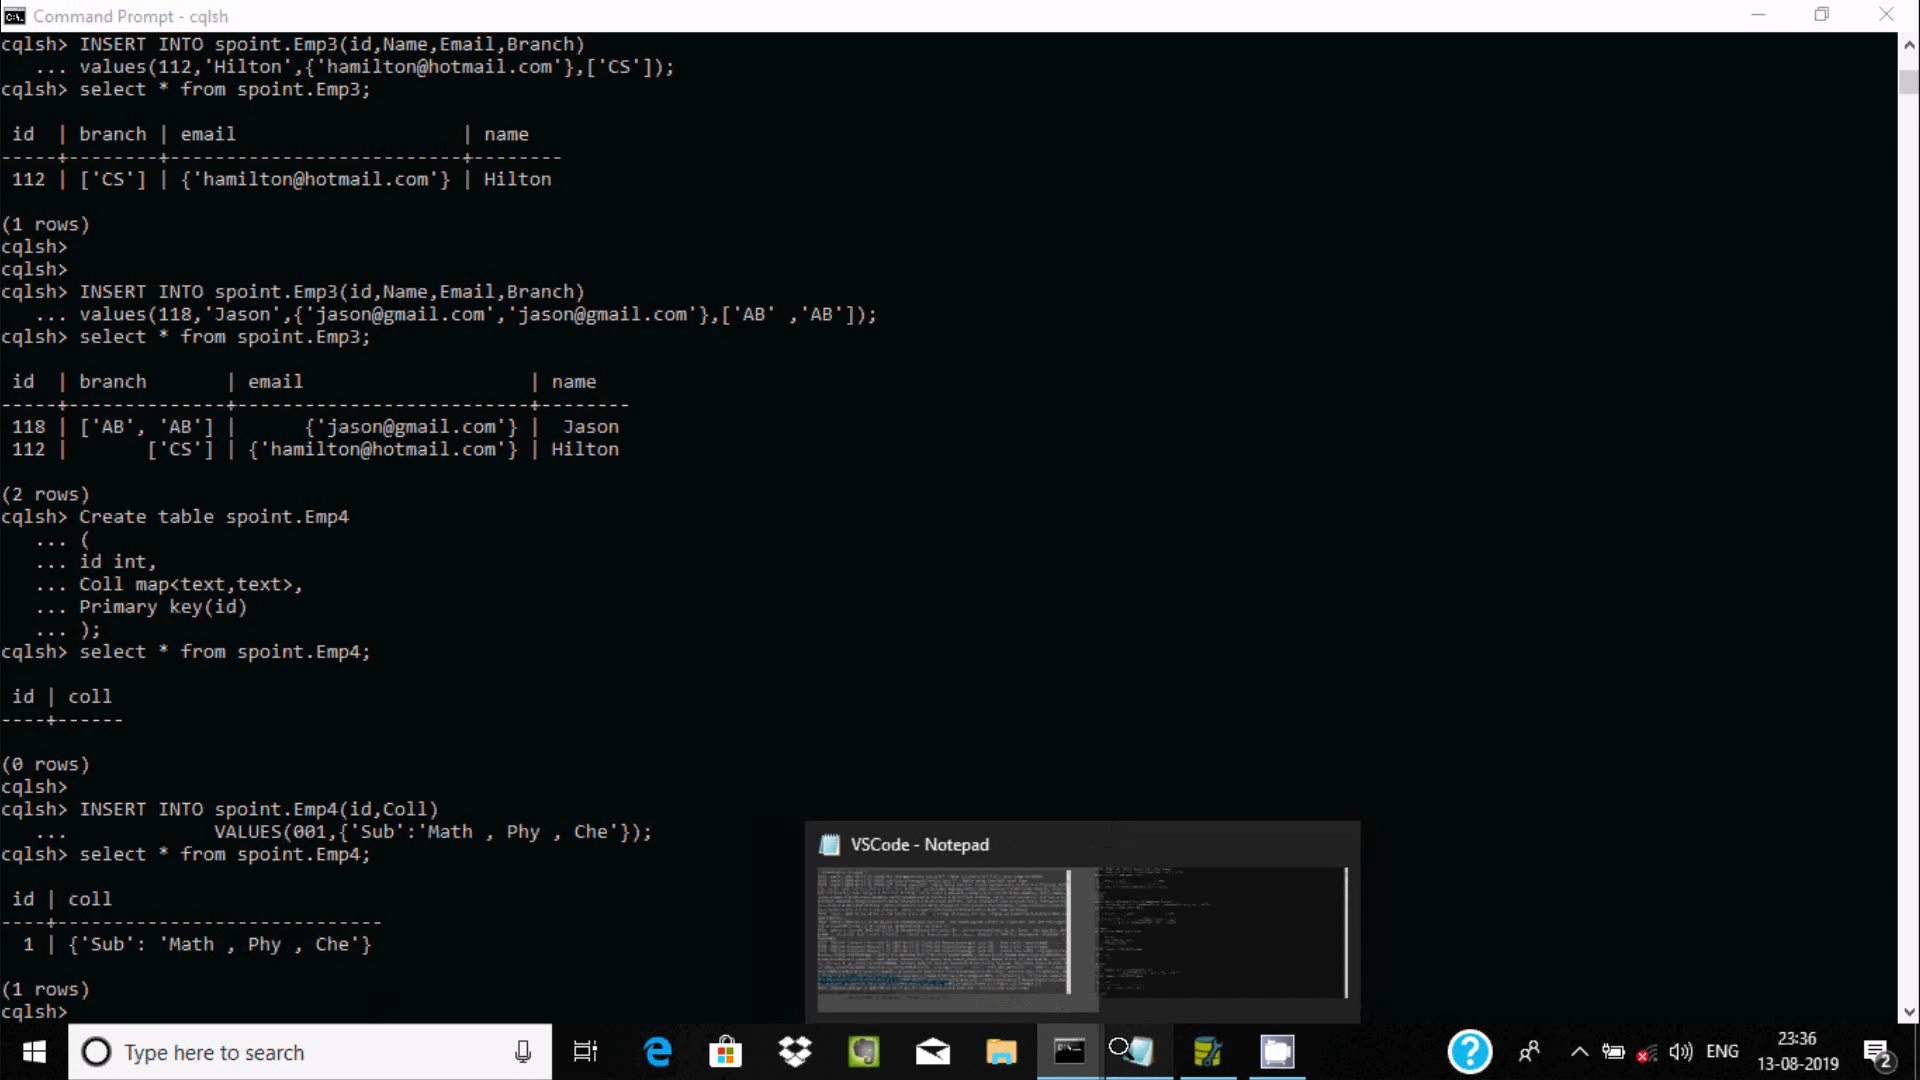 Command Prompt - cqlsh
cqlsh> INSERT INTO spoint.Emp3(id,Name,Email,Branch)
   ... values(112,'Hilton',{'hamilton@hotmail.com'},['CS']);
cqlsh> select * from spoint.Emp3;
 id  | branch | email                     | name
-----+--------+---------------------------+--------
 112 | ['CS'] | {'hamilton@hotmail.com'} | Hilton
(1 rows)
cqlsh>
cqlsh>
cqlsh> INSERT INTO spoint.Emp3(id,Name,Email,Branch)
   ... values(118,'Jason',{'jason@gmail.com','jason@gmail.com'},['AB' ,'AB']);
cqlsh> select * from spoint.Emp3;
 id  | branch       | email                    | name
-----+--------------+--------------------------+--------
 118 | ['AB', 'AB'] |      {'jason@gmail.com'} |  Jason
 112 |       ['CS'] | {'hamilton@hotmail.com'} | Hilton
(2 rows)
cqlsh> Create table spoint.Emp4
   ... (
   ... id int,
   ... Coll map<text,text>,
   ... Primary key(id)
   ... );
cqlsh> select * from spoint.Emp4;
 id | coll
----+------
(0 rows)
cqlsh>
cqlsh> INSERT INTO spoint.Emp4(id,Coll)
   ...             VALUES(001,{'Sub':'Math , Phy , Che'});
cqlsh> select * from spoint.Emp4;
 id | coll
----+-----------------------------
  1 | {'Sub': 'Math , Phy , Che'}
(1 rows)
cqlsh>
VSCode - Notepad
Type here to search
ENG
23:36
13-08-2019
2